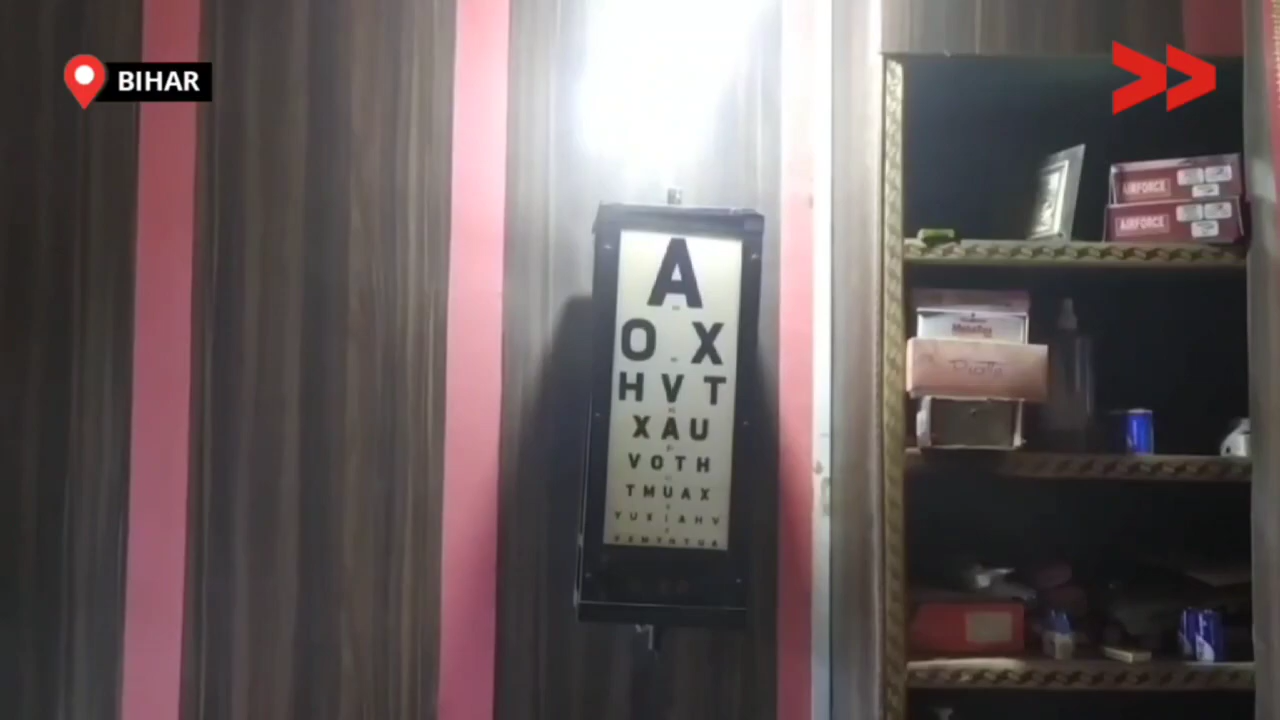 BIHAR
A
O X
H V T
X A U
V O T H
T M U A X
Y U X I A H V
AIRFORCE
AIRFORCE